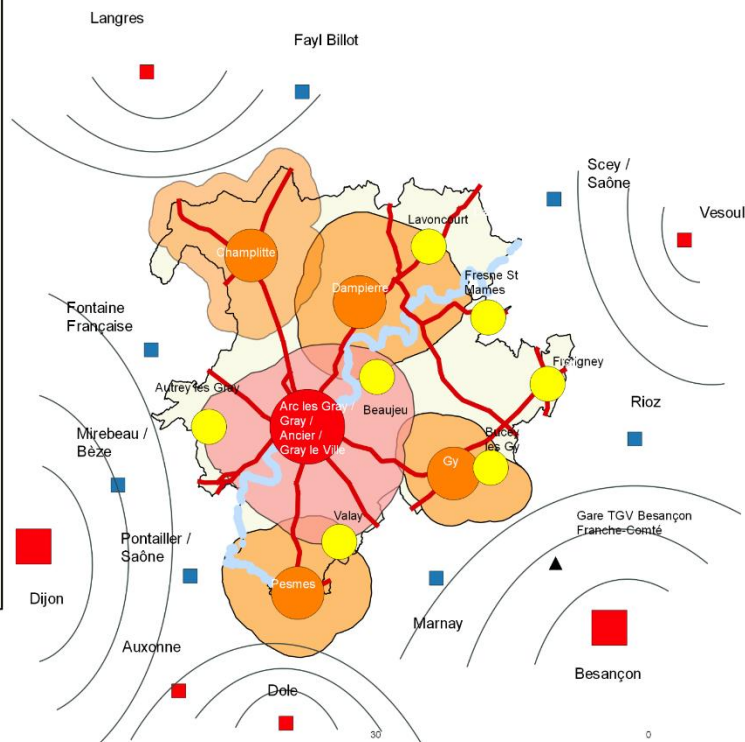 Langres
Fayl Billot
Scey /
Saône
Vesoul
Lavoncourt
Champlitte
Fresne St
Mames
Dampierre
Fontaine
Française
Fretigney
Autrey les Gray
Arc les Gray /
Gray /
Ancier /
Gray le Ville
Beaujeu
Rioz
Mirebeau /
Bèze
Bucey
les Gy
Gy
Valay
Gare TGV Besançon
Franche-Comté
Pontailler /
Saône
Pesmes
Dijon
Marnay
Auxonne
Besançon
Dole
30
0